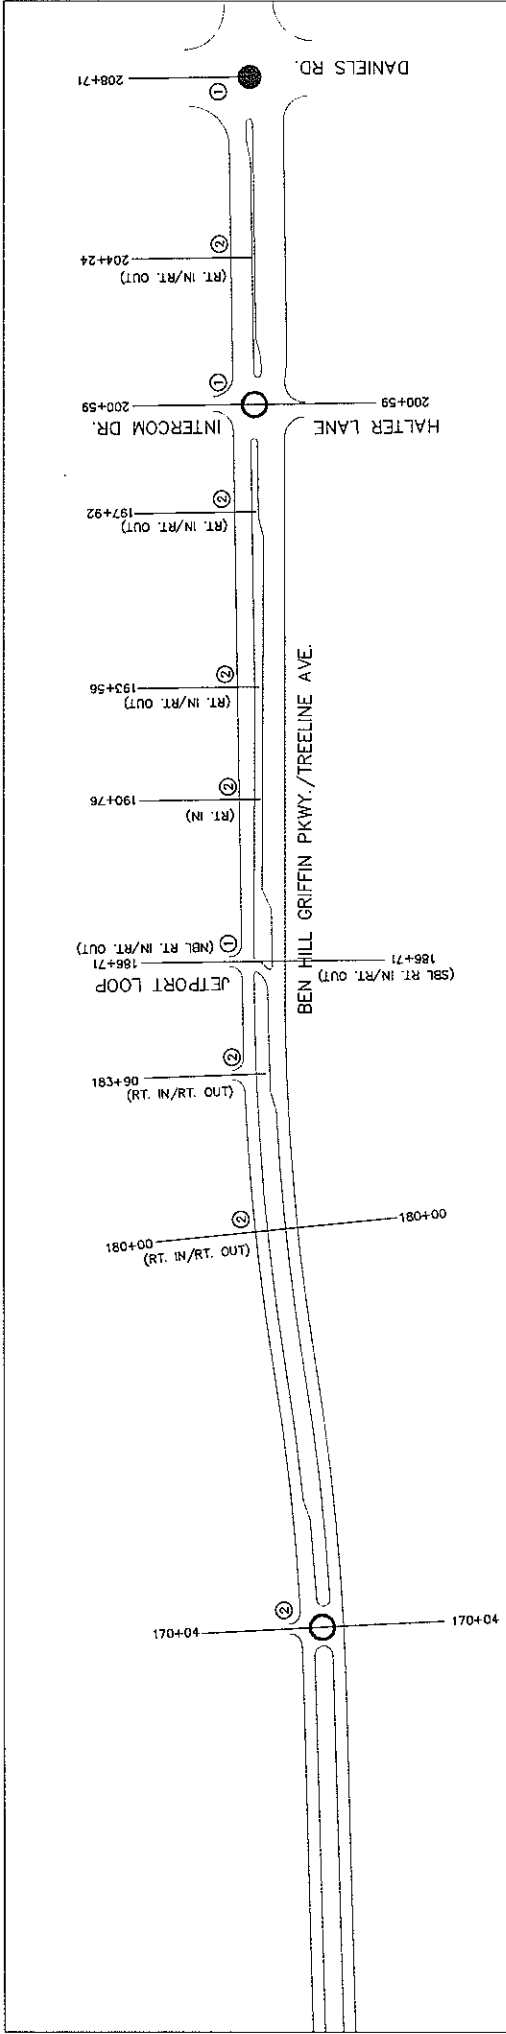 DANIELS RD.
208+71
①
204+24
②
(RT. IN/RT. OUT)
①
200+59
200+59
INTERCOM DR.
HALTER LANE
②
197+92
(RT. IN/RT. OUT)
②
193+56
(RT. IN/RT. OUT)
②
190+76
(RT. IN)
BEN HILL GRIFFIN PKWY./TREELINE AVE.
①
(NBL RT. IN/RT. OUT)
186+71
186+71
JETPORT LOOP
(SBL RT. IN/RT. OUT)
②
183+90
(RT. IN/RT. OUT)
②
180+00
180+00
(RT. IN/RT. OUT)
②
170+04
170+04